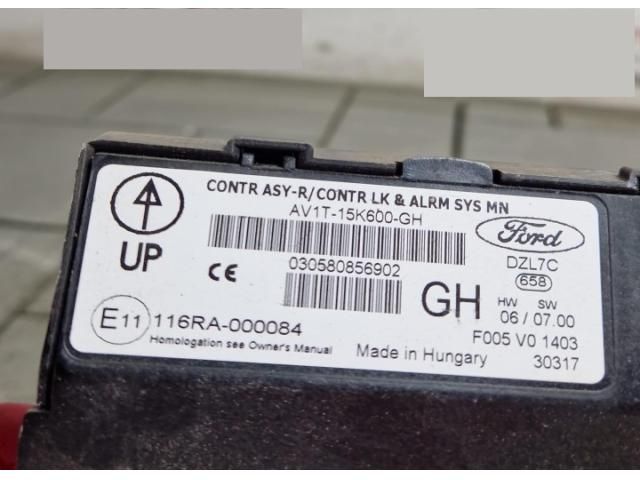 CONTR ASY-R/CONTR LK & ALRM SYS MN
AV1T-15K600-GH
Ford
UP
CE
030580856902
GH
DZL7C
658
HW SW
06 / 07.00
E11 116RA-000084
Homologation see Owner's Manual
Made in Hungary
F005 V0 1403
30317